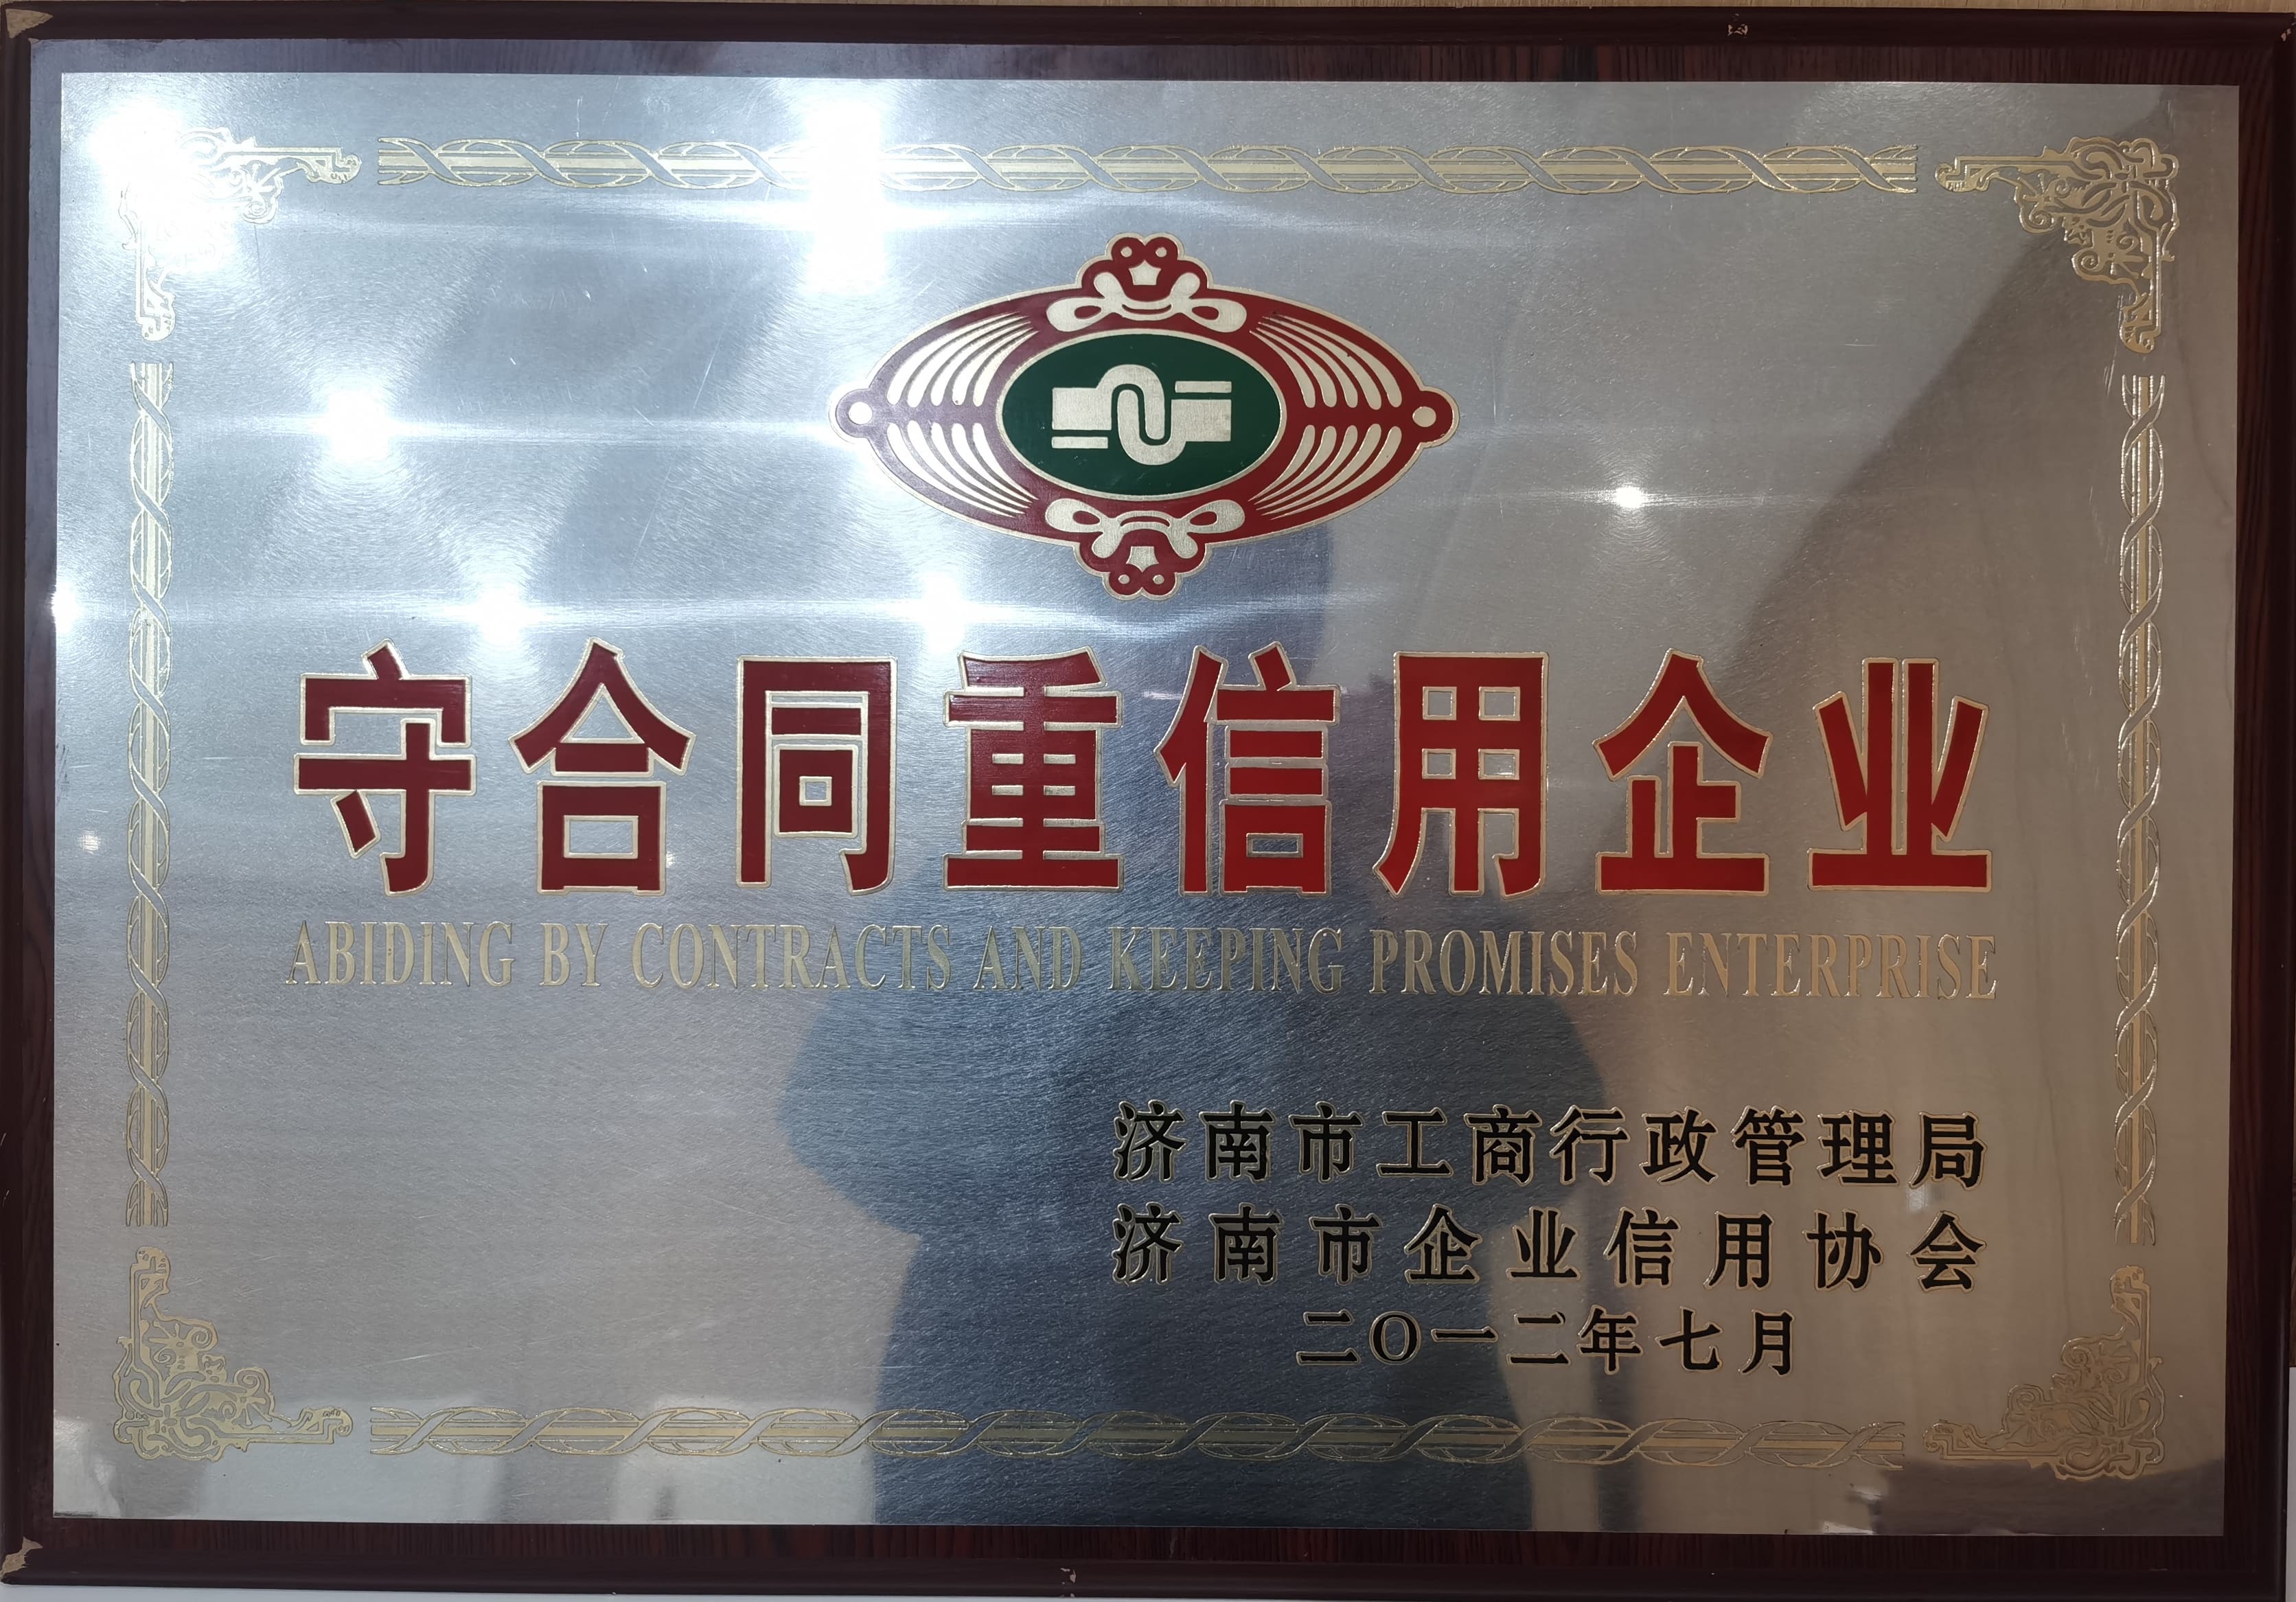 守合同重信用企业
ABIDING BY CONTRACTS AND KEEPING PROMISES ENTERPRISE
济南市工商行政管理局
济南市企业信用协会
二〇一二年七月